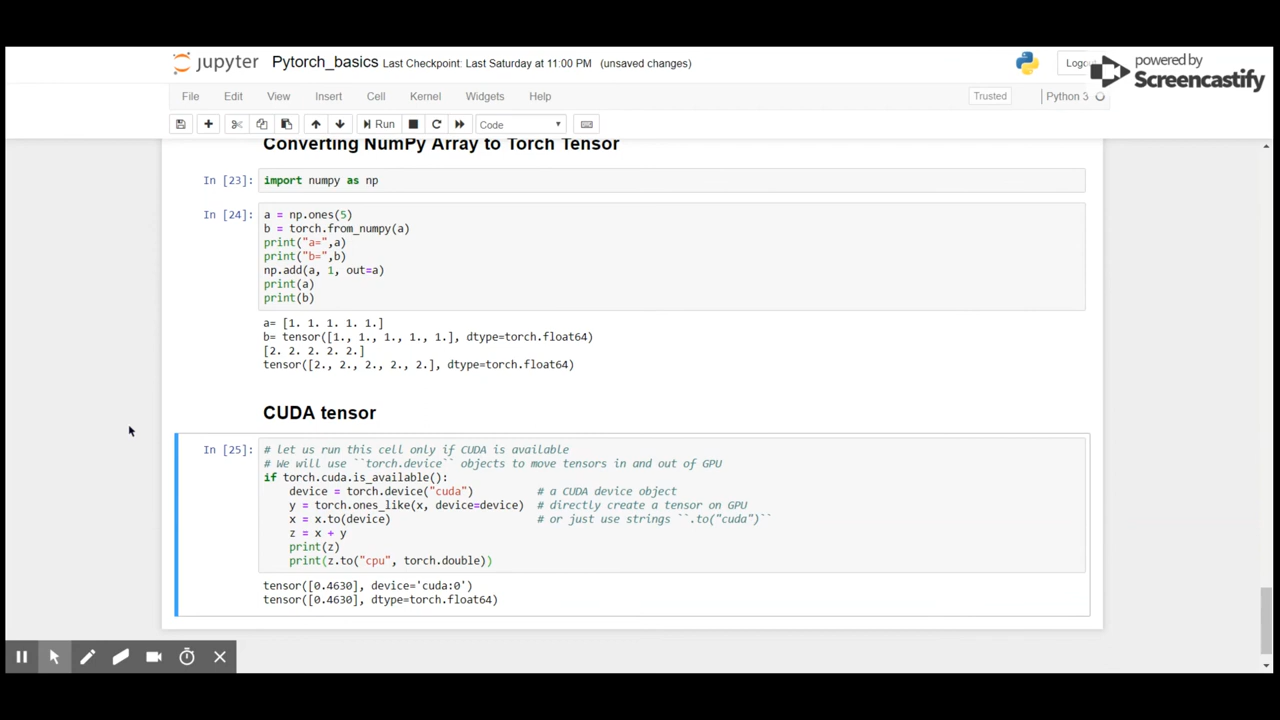 jupyter Pytorch_basics Last Checkpoint: Last Saturday at 11:00 PM (unsaved changes)
powered by
Screencastify
File Edit View Insert Cell Kernel Widgets Help Trusted Python 3
Run Code
Converting NumPy Array to Torch Tensor
In [23]: import numpy as np
In [24]: a = np.ones(5)
b = torch.from_numpy(a)
print("a=",a)
print("b=",b)
np.add(a, 1, out=a)
print(a)
print(b)
a= [1. 1. 1. 1. 1.]
b= tensor([1., 1., 1., 1., 1.], dtype=torch.float64)
[2. 2. 2. 2. 2.]
tensor([2., 2., 2., 2., 2.], dtype=torch.float64)
CUDA tensor
In [25]: # let us run this cell only if CUDA is available
# We will use ``torch.device`` objects to move tensors in and out of GPU
if torch.cuda.is_available():
device = torch.device("cuda") # a CUDA device object
y = torch.ones_like(x, device=device) # directly create a tensor on GPU
x = x.to(device) # or just use strings ``.to("cuda")``
z = x + y
print(z)
print(z.to("cpu", torch.double))
tensor([0.4630], device='cuda:0')
tensor([0.4630], dtype=torch.float64)